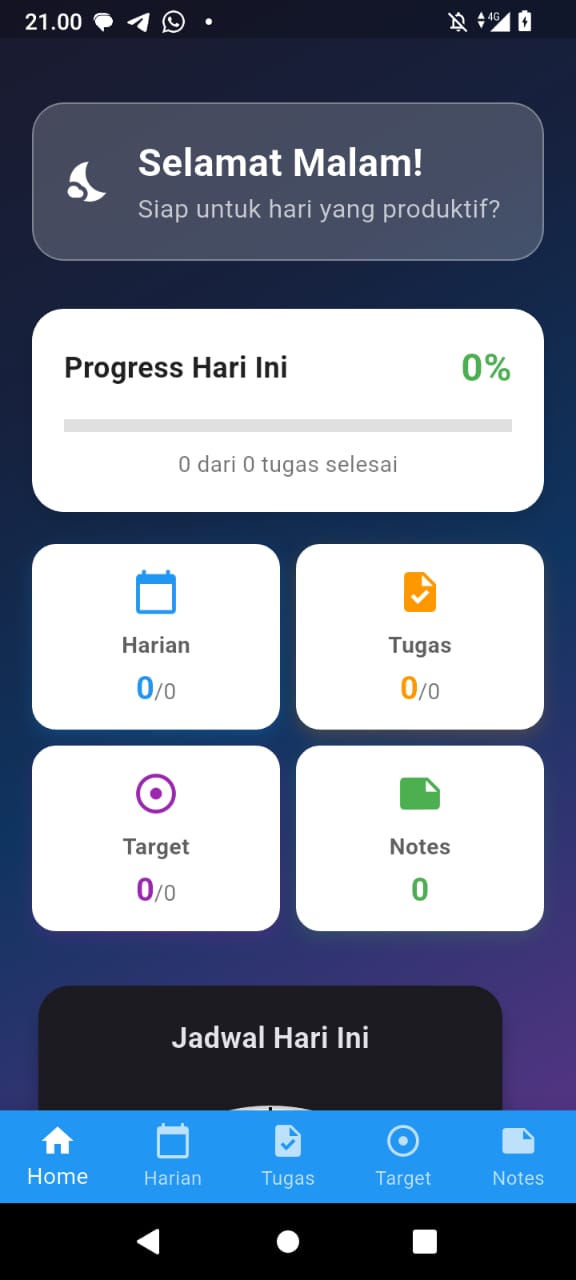 21.00
4G
Selamat Malam!
Siap untuk hari yang produktif?
Progress Hari Ini
0%
0 dari 0 tugas selesai
Harian
0/0
Tugas
0/0
Target
0/0
Notes
0
Jadwal Hari Ini
Home
Harian
Tugas
Target
Notes